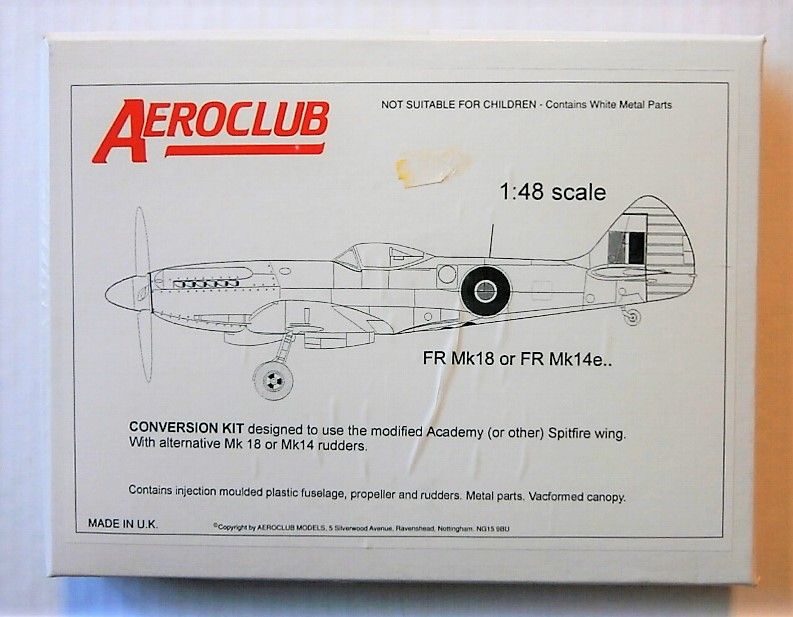 AEROCLUB
NOT SUITABLE FOR CHILDREN - Contains White Metal Parts
1:48 scale
FR Mk18 or FR Mk14e..
CONVERSION KIT designed to use the modified Academy (or other) Spitfire wing.
With alternative Mk 18 or Mk14 rudders.
Contains injection moulded plastic fuselage, propeller and rudders. Metal parts. Vacformed canopy.
MADE IN U.K.
©Copyright by AEROCLUB MODELS, 5 Silverwood Avenue, Ravenshead, Nottingham. NG15 9BU